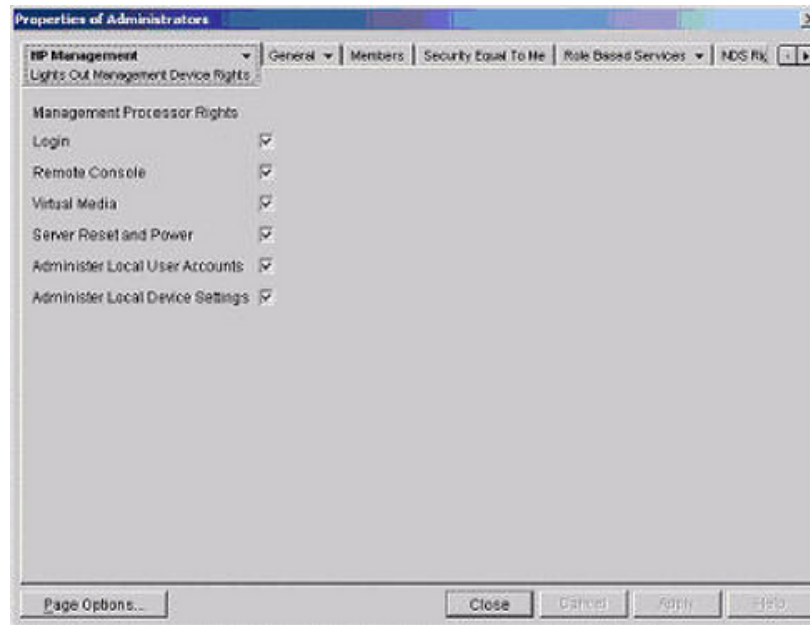 Properties of Administrators
HP Management
General
Members
Security Equal To Me
Role Based Services
NDS Rig
Lights Out Management Device Rights
Management Processor Rights
Login
Remote Console
Virtual Media
Server Reset and Power
Administer Local User Accounts
Administer Local Device Settings
Page Options...
Close
Cancel
Apply
Help